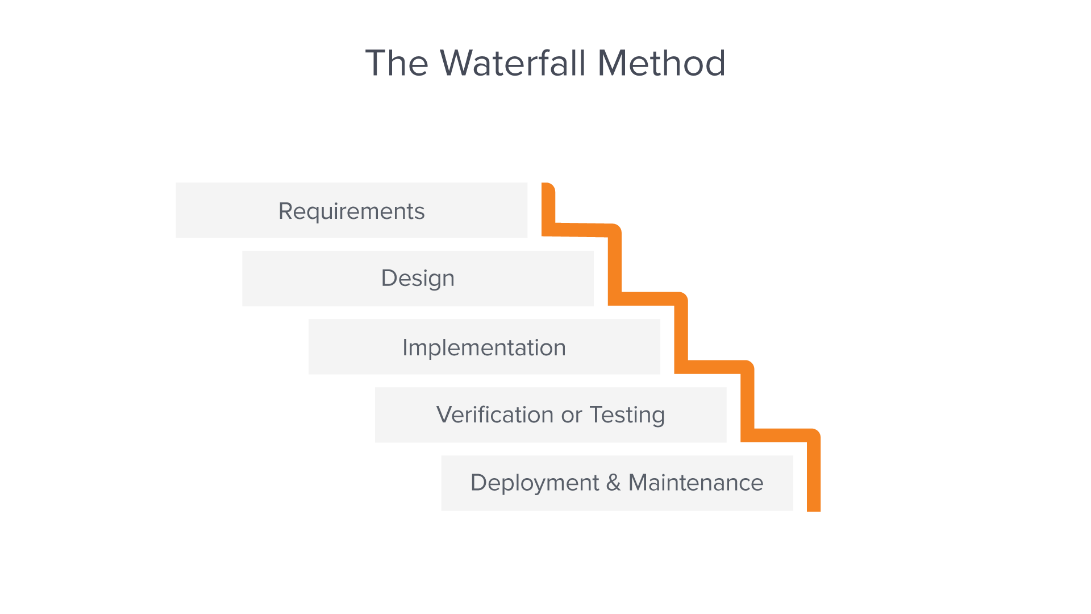 The Waterfall Method
Requirements
Design
Implementation
Verification or Testing
Deployment & Maintenance